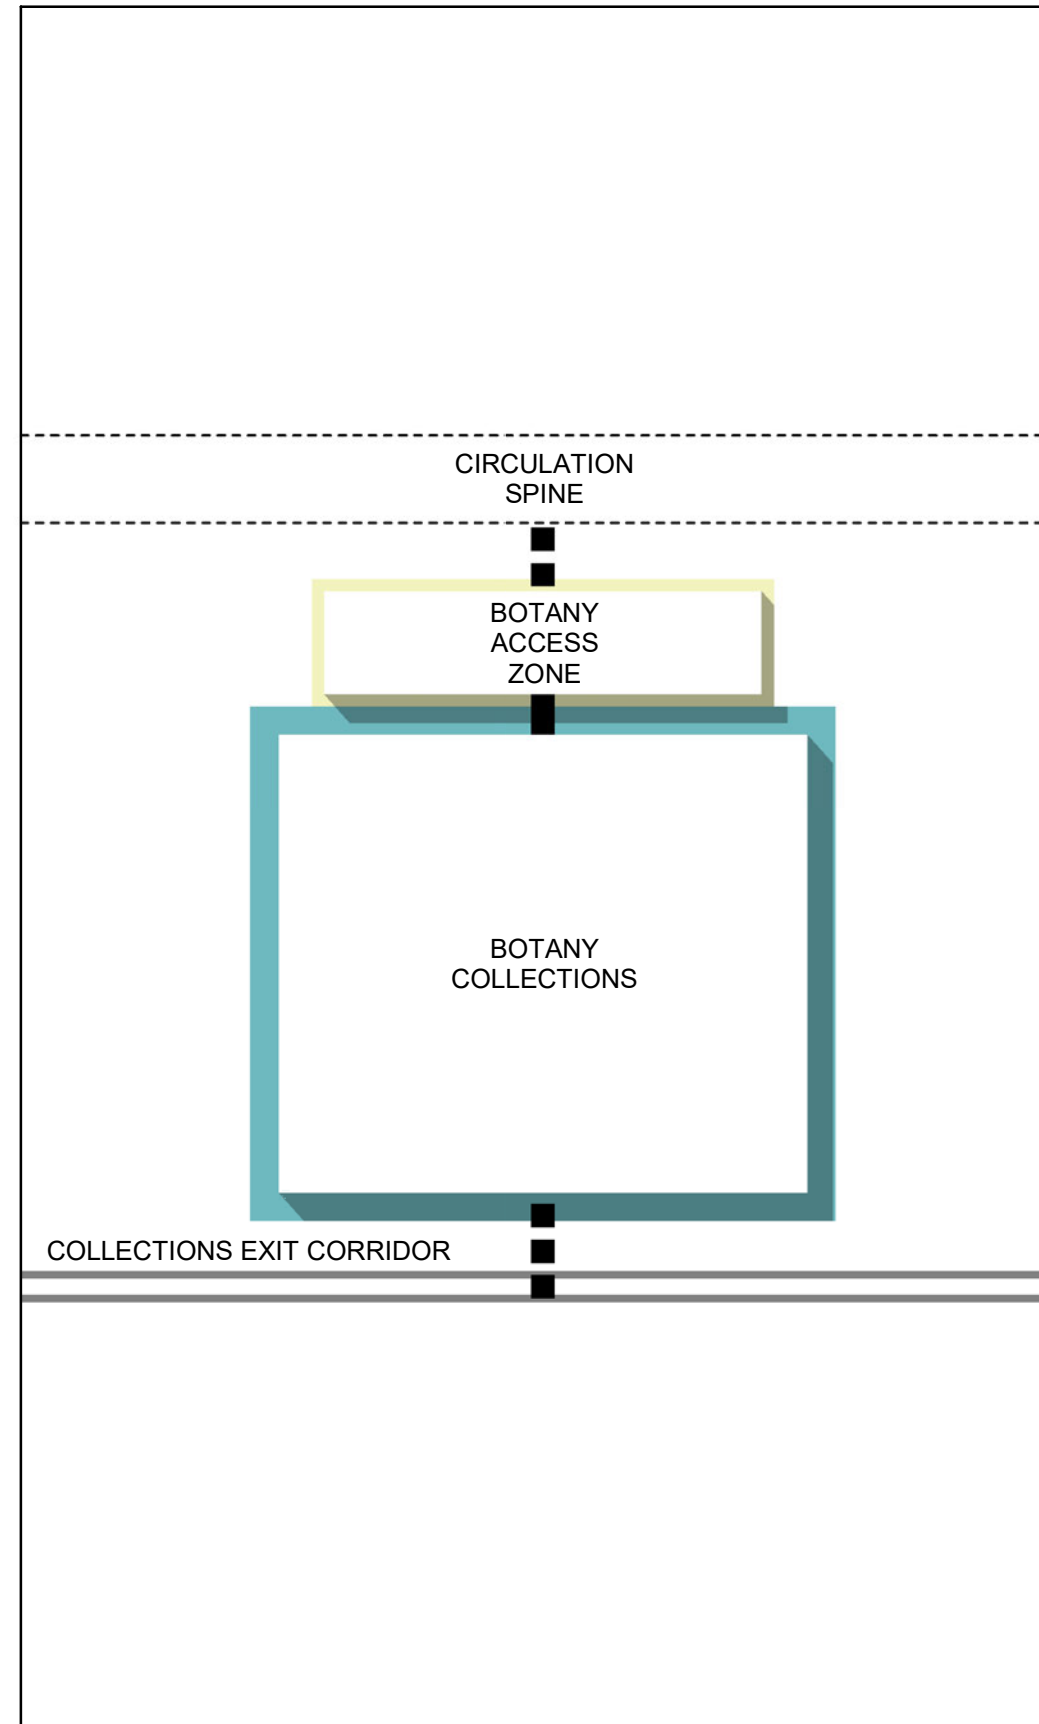 CIRCULATION
SPINE
BOTANY
ACCESS
ZONE
BOTANY
COLLECTIONS
COLLECTIONS EXIT CORRIDOR